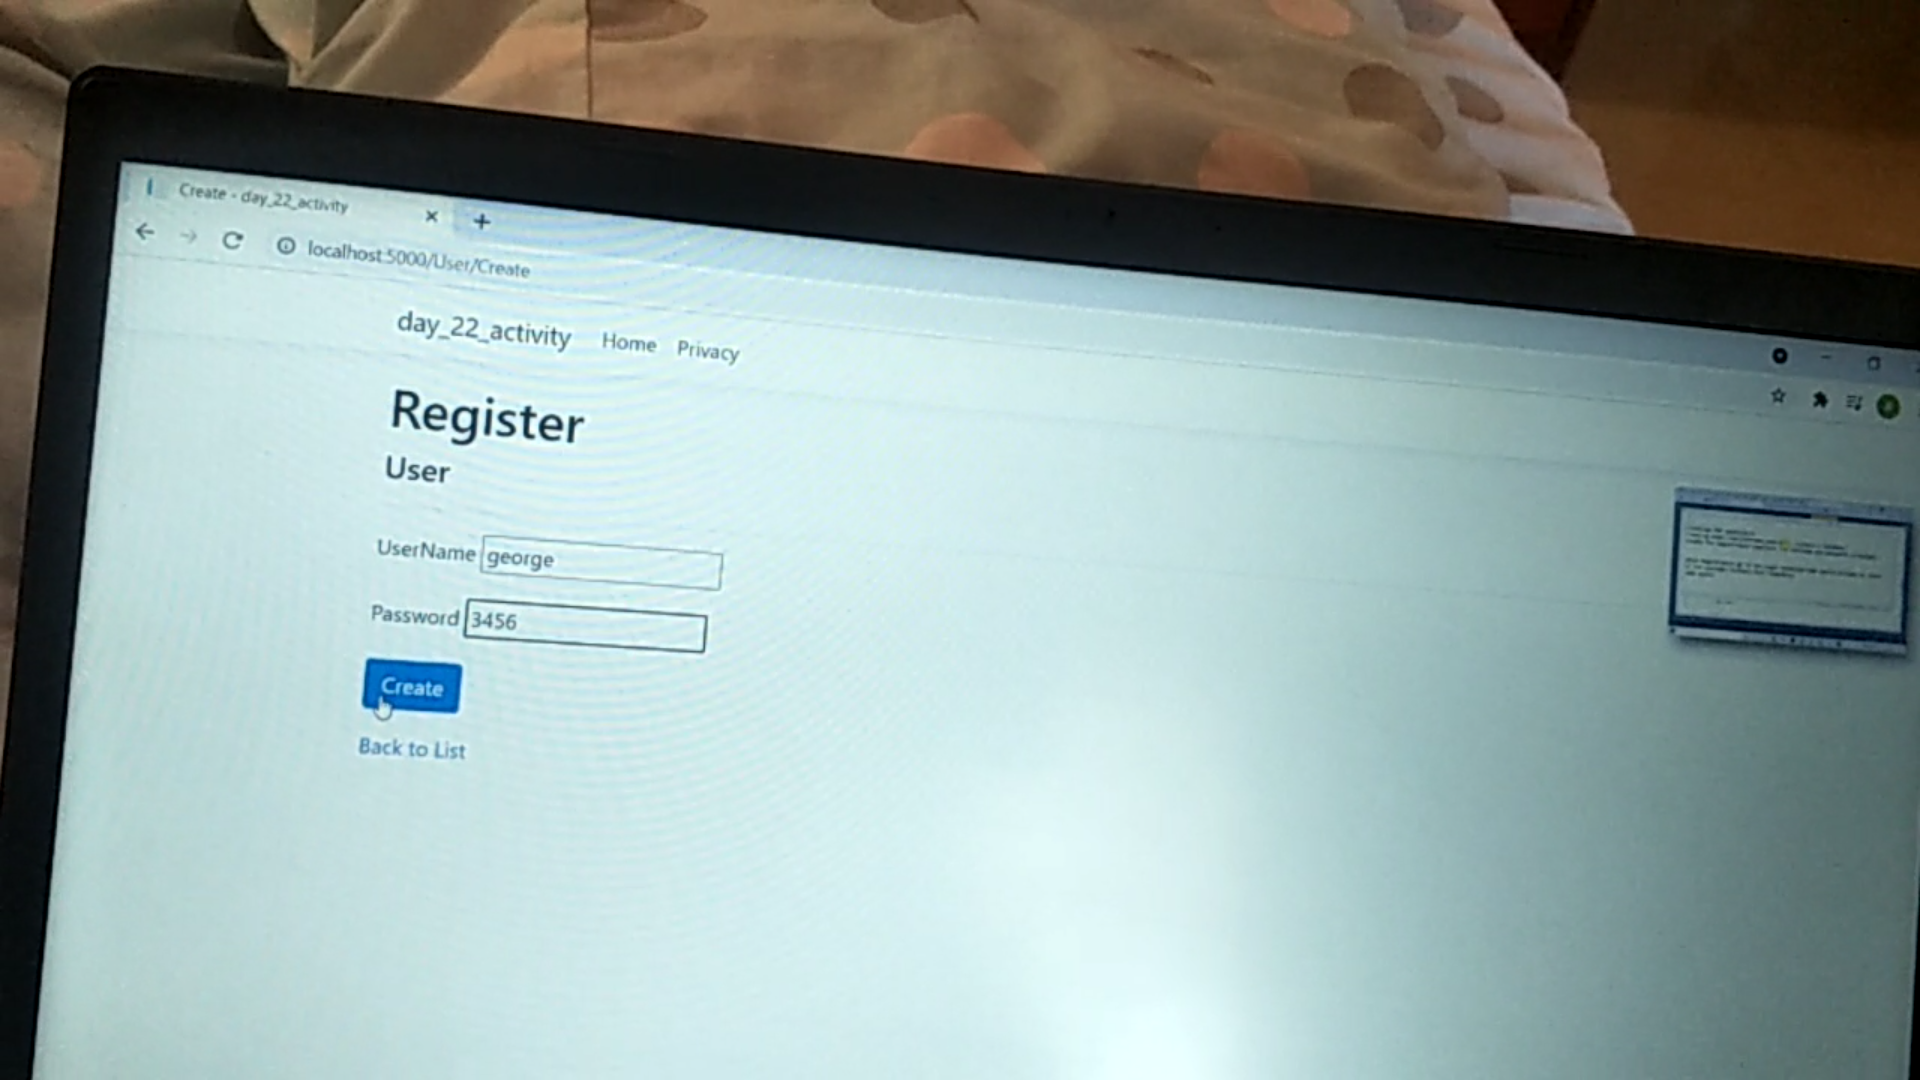 Create - day_22_activity
localhost:5000/User/Create
day_22_activity Home Privacy
Register
User
UserName george
Password 3456
Create
Back to List